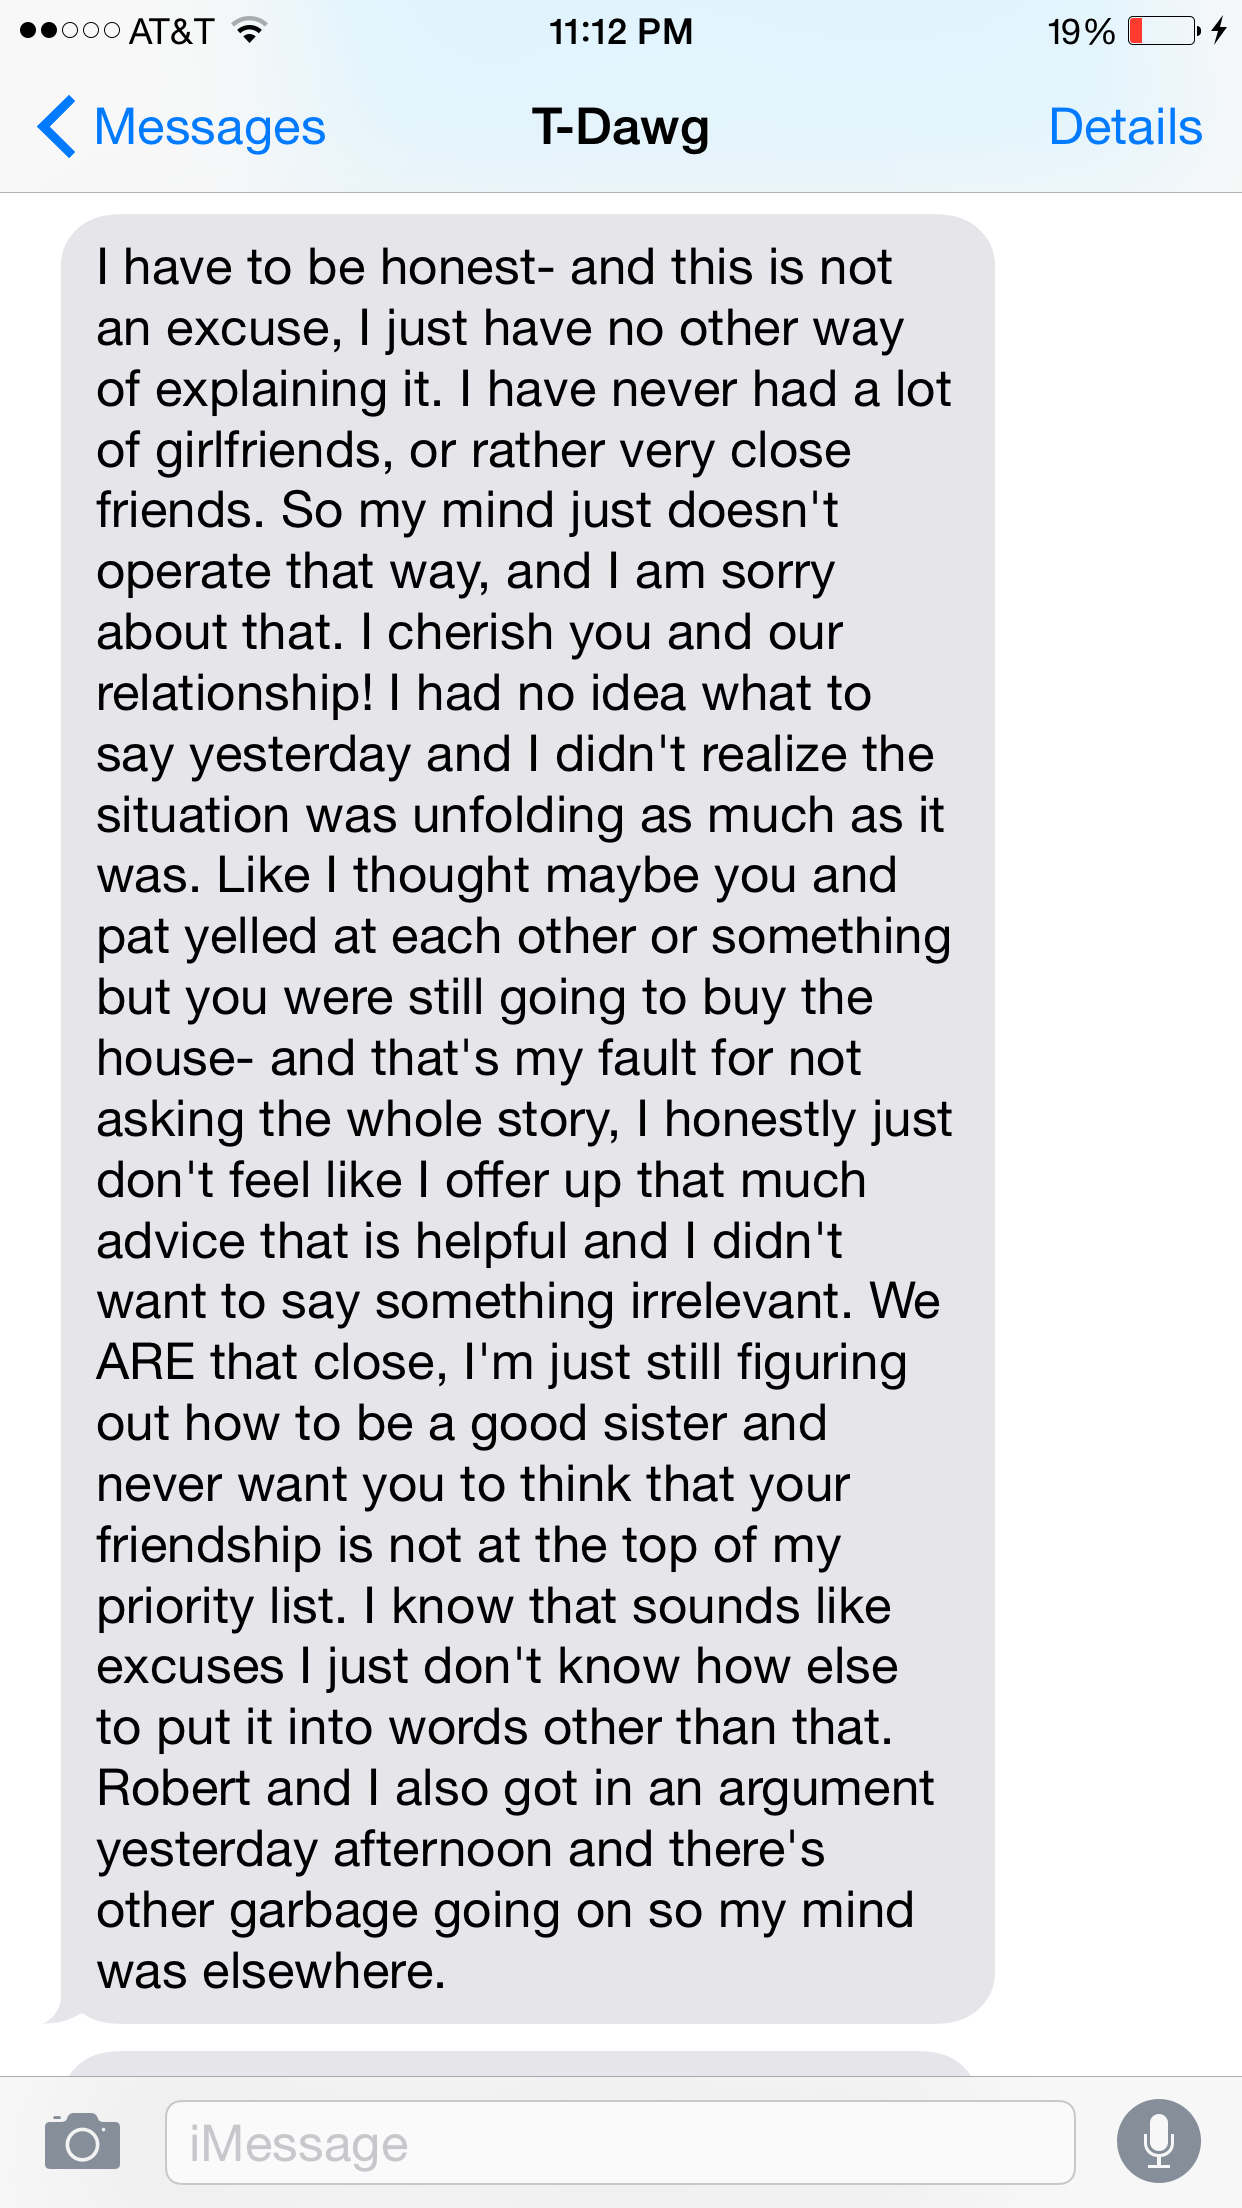 AT&T 11:12 PM 19%
Messages T-Dawg Details
I have to be honest- and this is not
an excuse, I just have no other way
of explaining it. I have never had a lot
of girlfriends, or rather very close
friends. So my mind just doesn't
operate that way, and I am sorry
about that. I cherish you and our
relationship! I had no idea what to
say yesterday and I didn't realize the
situation was unfolding as much as it
was. Like I thought maybe you and
pat yelled at each other or something
but you were still going to buy the
house- and that's my fault for not
asking the whole story, I honestly just
don't feel like I offer up that much
advice that is helpful and I didn't
want to say something irrelevant. We
ARE that close, I'm just still figuring
out how to be a good sister and
never want you to think that your
friendship is not at the top of my
priority list. I know that sounds like
excuses I just don't know how else
to put it into words other than that.
Robert and I also got in an argument
yesterday afternoon and there's
other garbage going on so my mind
was elsewhere.
iMessage